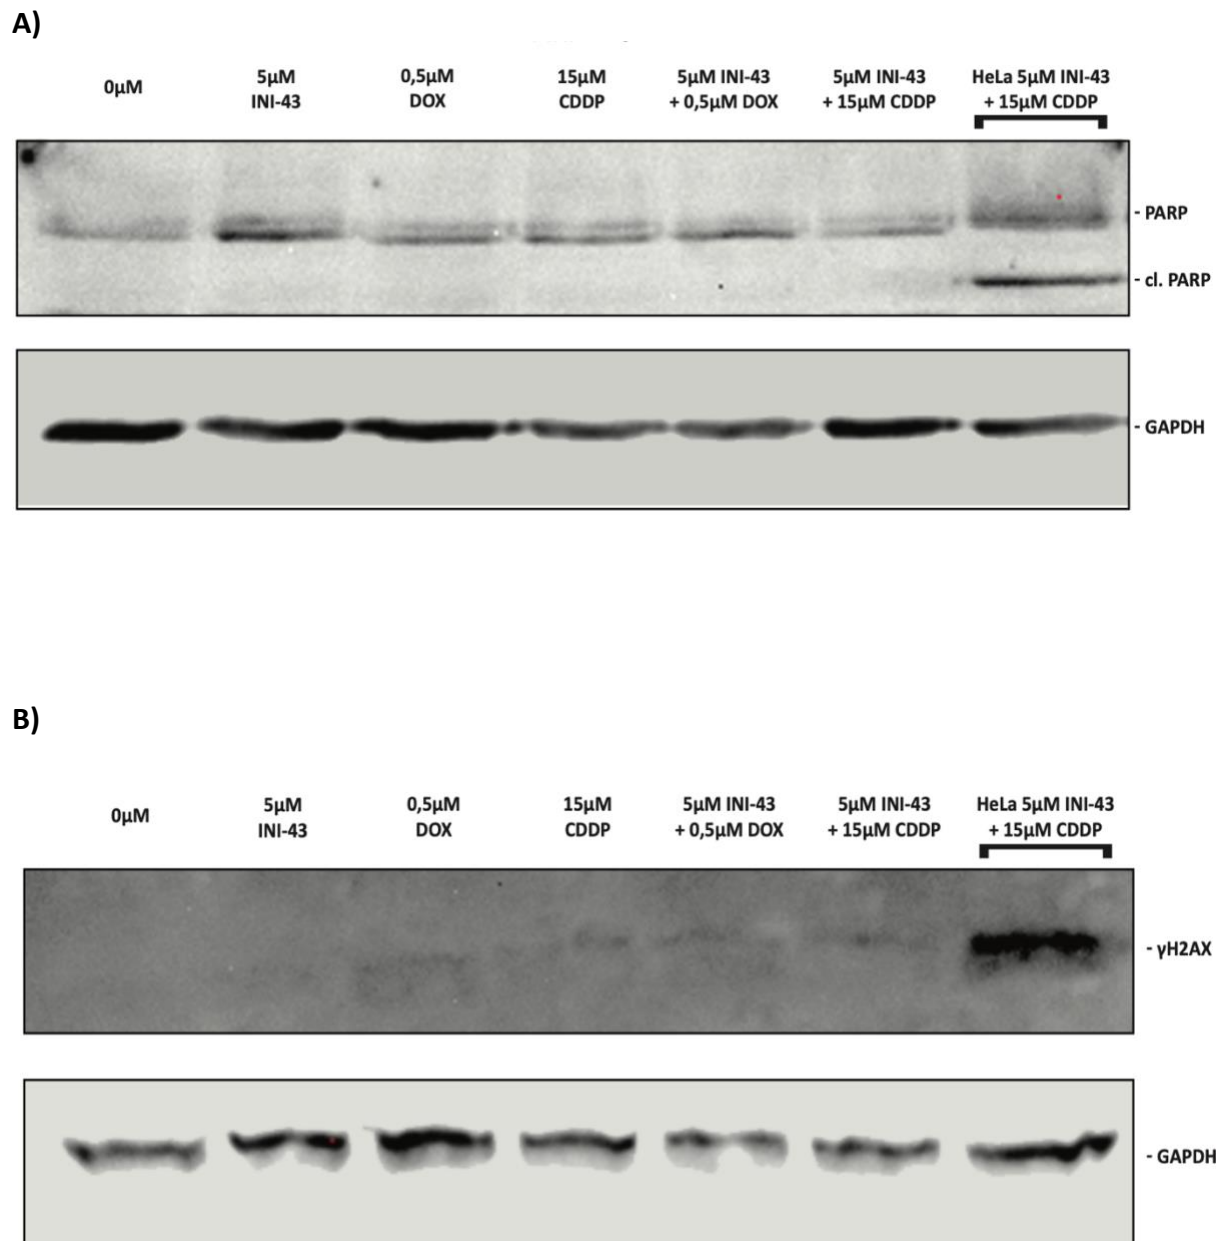 A)
0µM
5µM
INI-43
0,5µM
DOX
15µM
CDDP
5µM INI-43
+ 0,5µM DOX
5µM INI-43
+ 15µM CDDP
HeLa 5µM INI-43
+ 15µM CDDP
- PARP
- cl. PARP
- GAPDH
B)
0µM
5µM
INI-43
0,5µM
DOX
15µM
CDDP
5µM INI-43
+ 0,5µM DOX
5µM INI-43
+ 15µM CDDP
HeLa 5µM INI-43
+ 15µM CDDP
- γH2AX
- GAPDH